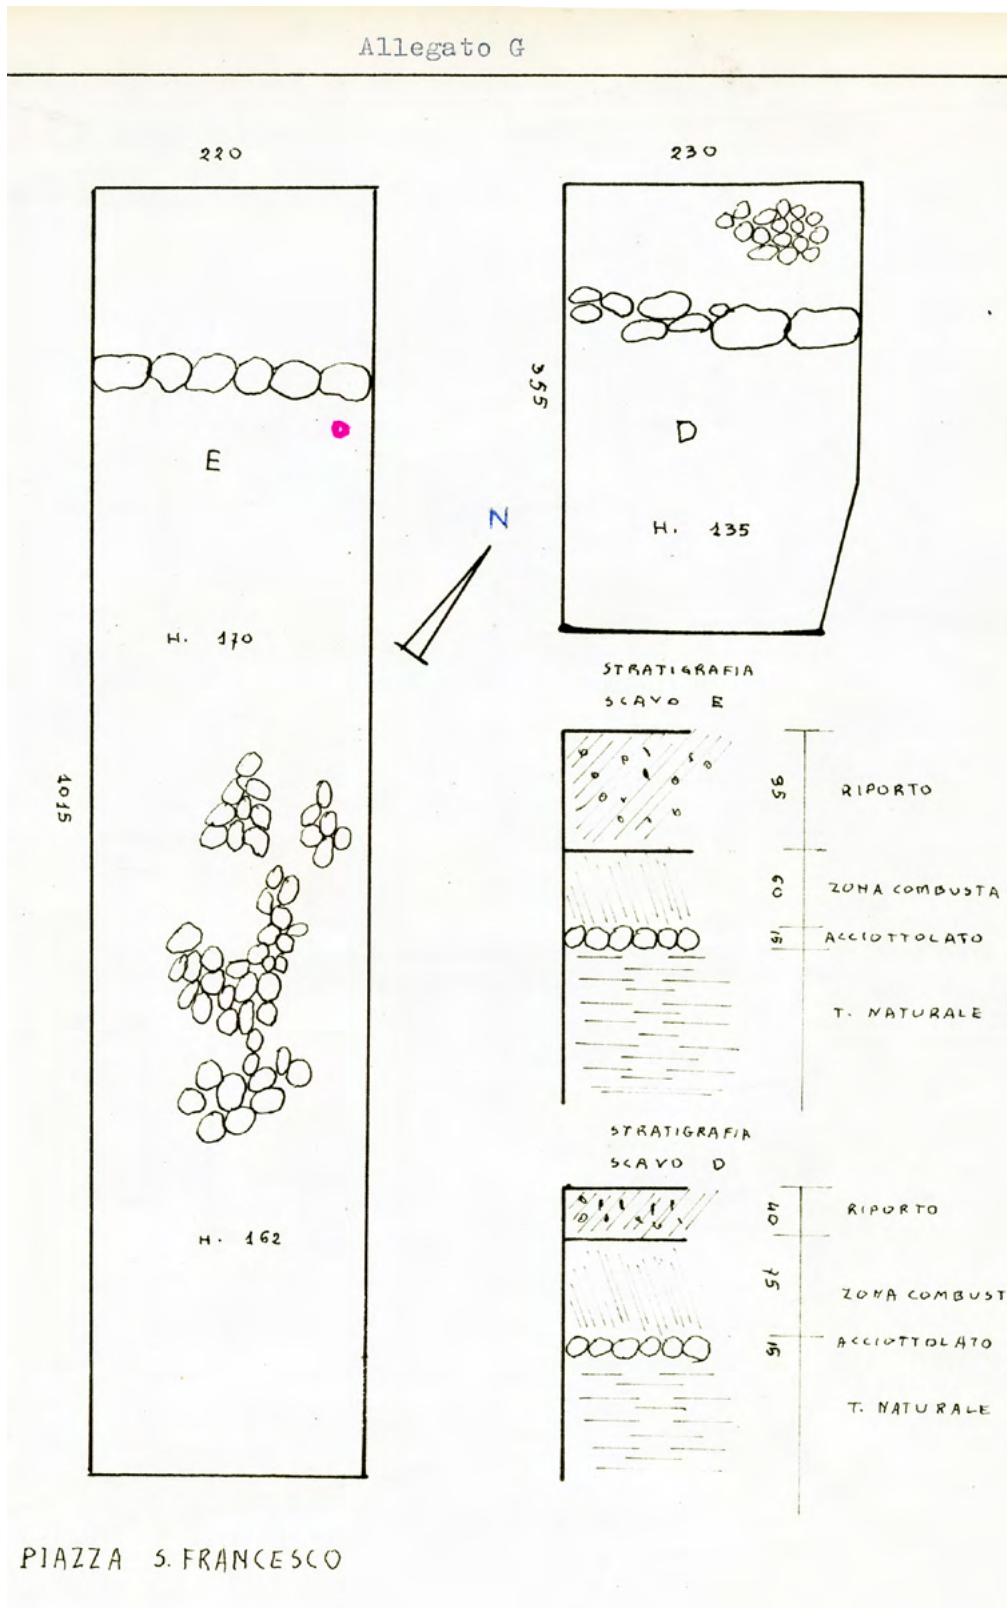 Allegato G
220
230
355
E
D
N
H. 135
H. 170
1015
STRATIGRAFIA
SCAVO E
95
RIPORTO
60
ZONA COMBUSTA
15
ACCIOTTOLATO
T. NATURALE
STRATIGRAFIA
SCAVO D
40
RIPORTO
75
ZONA COMBUST
15
ACCIOTTOLATO
T. NATURALE
H. 162
PIAZZA S. FRANCESCO